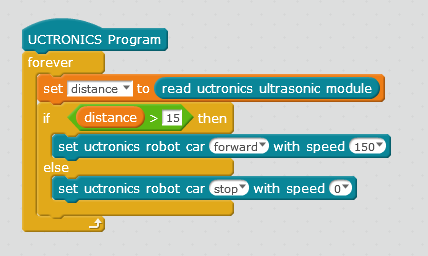 UCTRONICS Program
forever
set distance to read uctronics ultrasonic module
if distance > 15 then
set uctronics robot car forward with speed 150
else
set uctronics robot car stop with speed 0